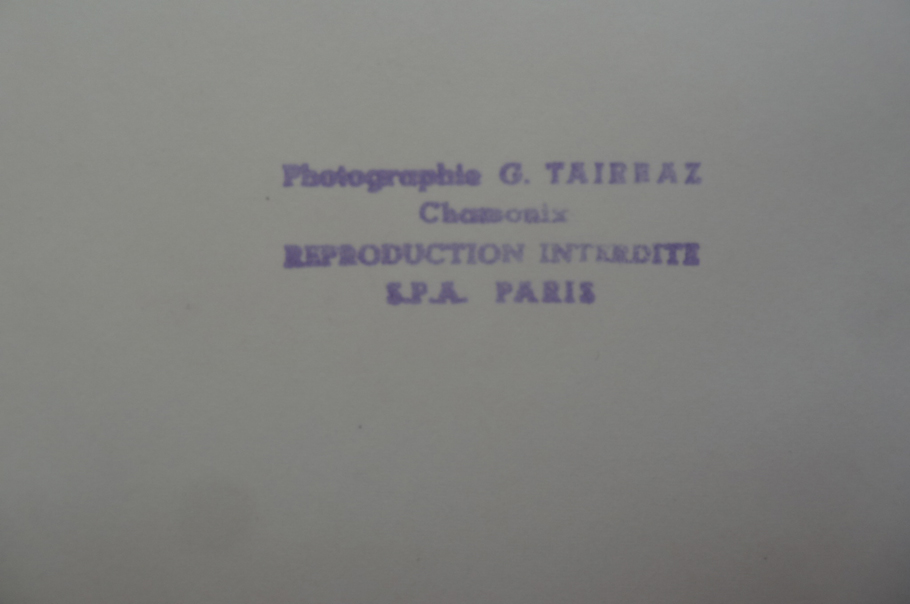 Photographie G. TAIRRAZ
Chamonix
REPRODUCTION INTERDITE
S.P.A. PARIS